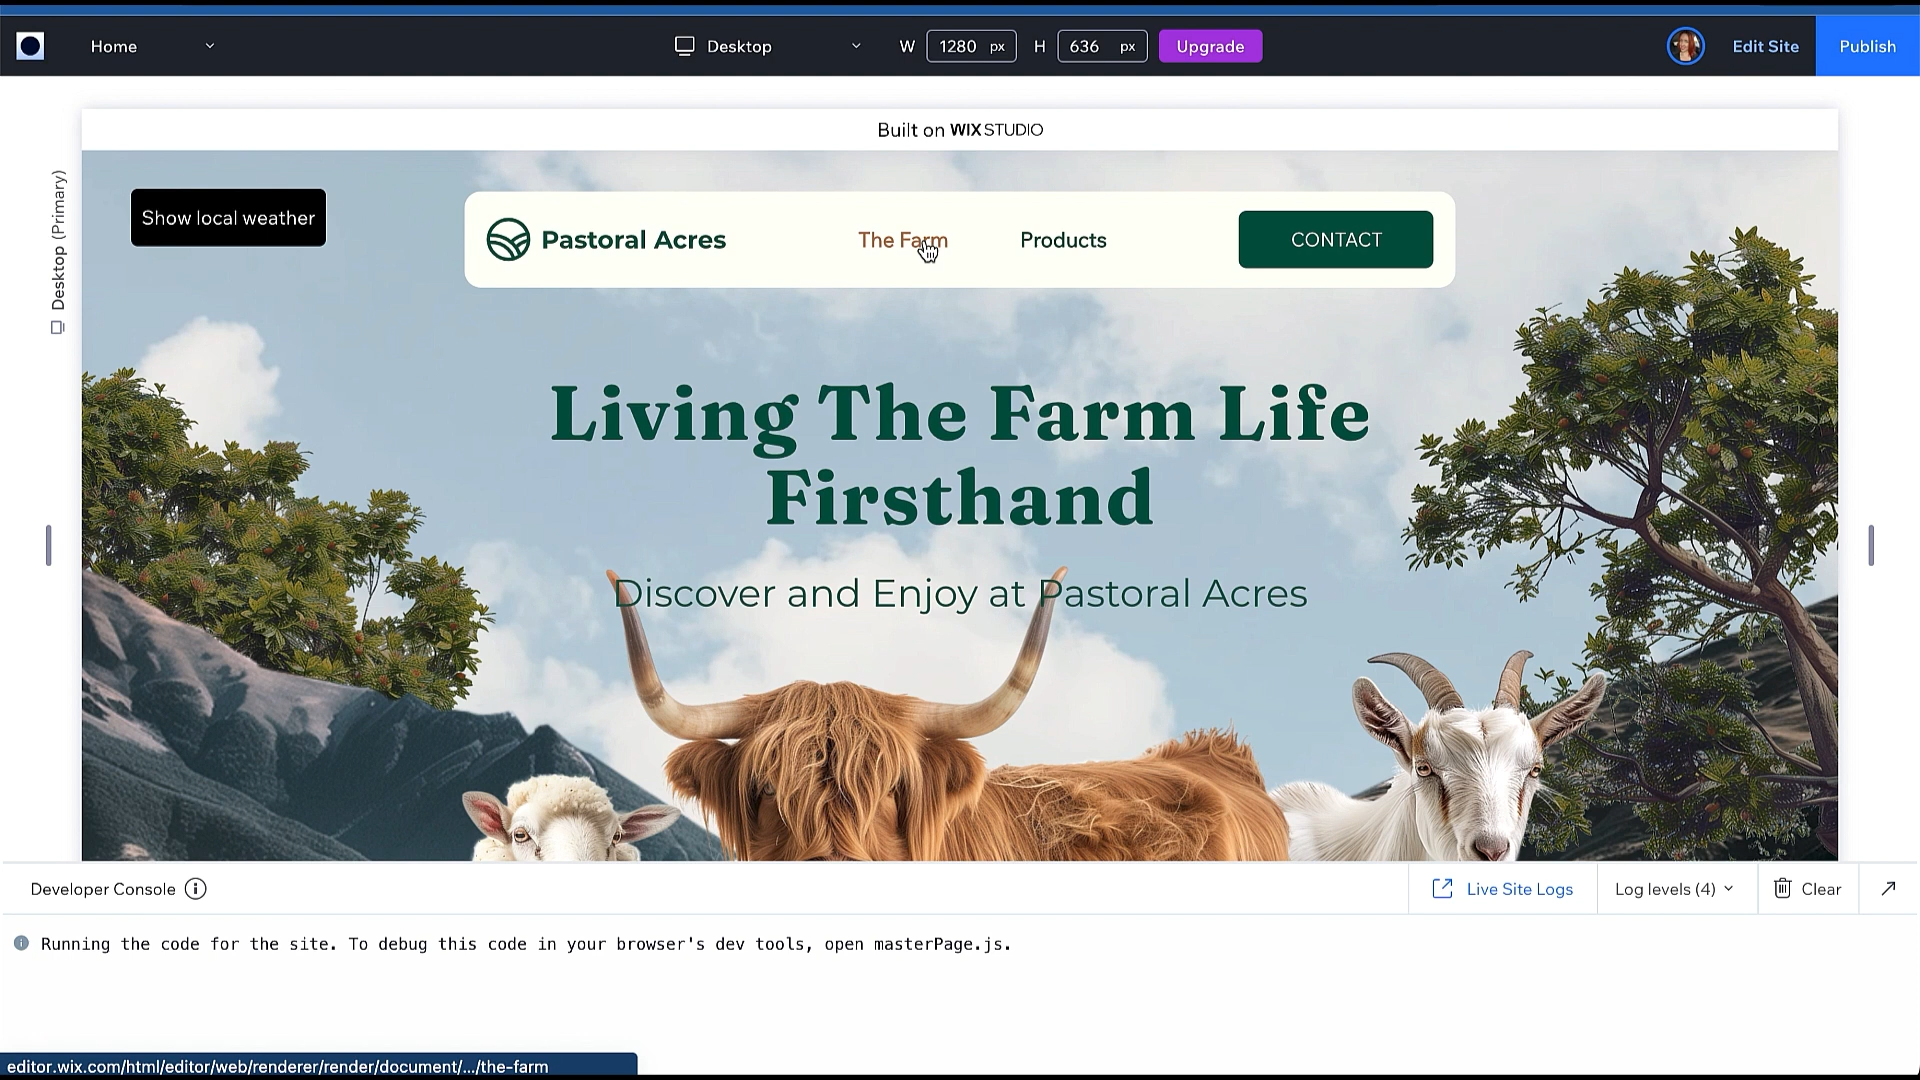 Home
Desktop
W 1280 px H 636 px
Upgrade
Edit Site
Publish
Built on WIX STUDIO
Desktop (Primary)
Show local weather
Pastoral Acres
The Farm
Products
CONTACT
Living The Farm Life
Firsthand
Discover and Enjoy at Pastoral Acres
Developer Console
Live Site Logs
Log levels (4)
Clear
Running the code for the site. To debug this code in your browser's dev tools, open masterPage.js.
editor.wix.com/html/editor/web/renderer/render/document/.../the-farm